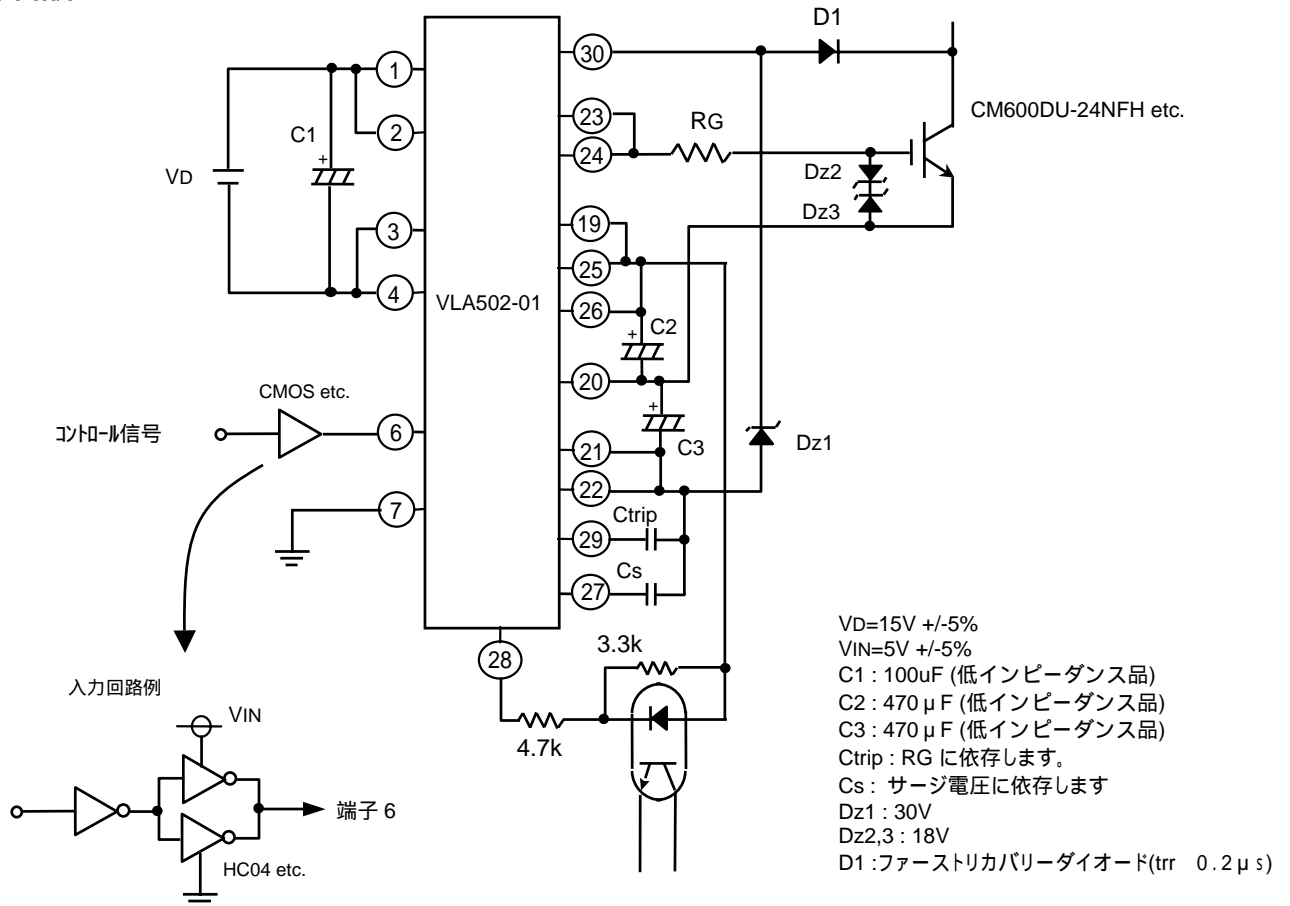 D1
30
1
23
CM600DU-24NFH etc.
RG
C1
+
2
24
Dz2
VD
Dz3
19
3
25
4
VLA502-01
26
C2
+
CMOS etc.
20
+
コントロール信号
6
21
C3
Dz1
22
7
Ctrip
29
Cs
27
28
3.3k
4.7k
入力回路例
VIN
端子 6
HC04 etc.
VD=15V +/-5%
VIN=5V +/-5%
C1 : 100uF (低インピーダンス品)
C2 : 470 μ F (低インピーダンス品)
C3 : 470 μ F (低インピーダンス品)
Ctrip : RG に依存します。
Cs : サージ電圧に依存します
Dz1 : 30V
Dz2,3 : 18V
D1 :ファーストリカバリーダイオード(trr 0.2μs)